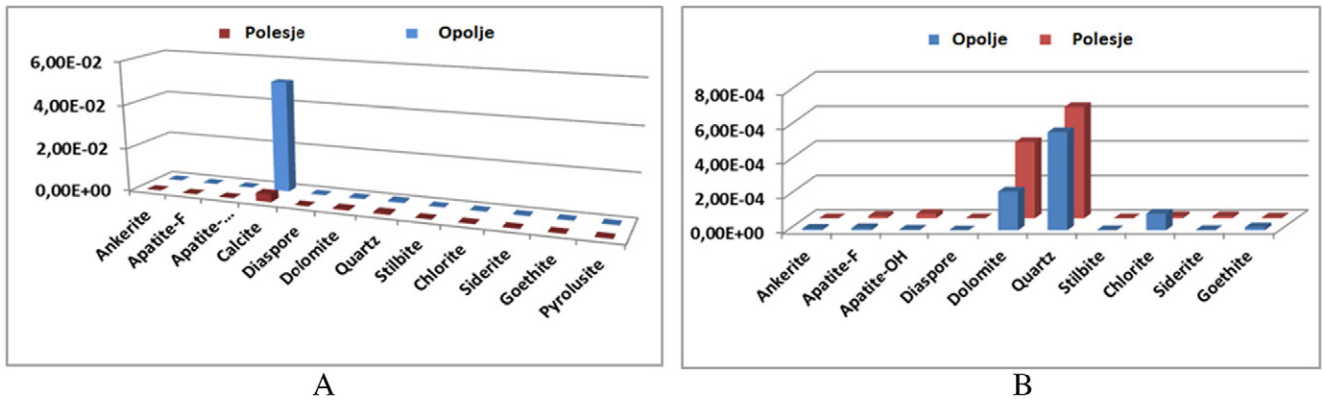 Polesje Opolje
6,00E-02
4,00E-02
2,00E-02
0,00E+00
Ankerite
Apatite-F
Apatite-...
Calcite
Diaspore
Dolomite
Quartz
Stilbite
Chlorite
Siderite
Goethite
Pyrolusite
A
Opolje Polesje
8,00E-04
6,00E-04
4,00E-04
2,00E-04
0,00E+00
Ankerite
Apatite-F
Apatite-OH
Diaspore
Dolomite
Quartz
Stilbite
Chlorite
Siderite
Goethite
B